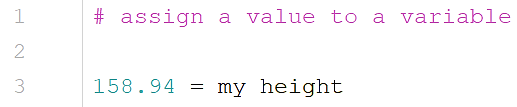 1 # assign a value to a variable
2
3 158.94 = my height